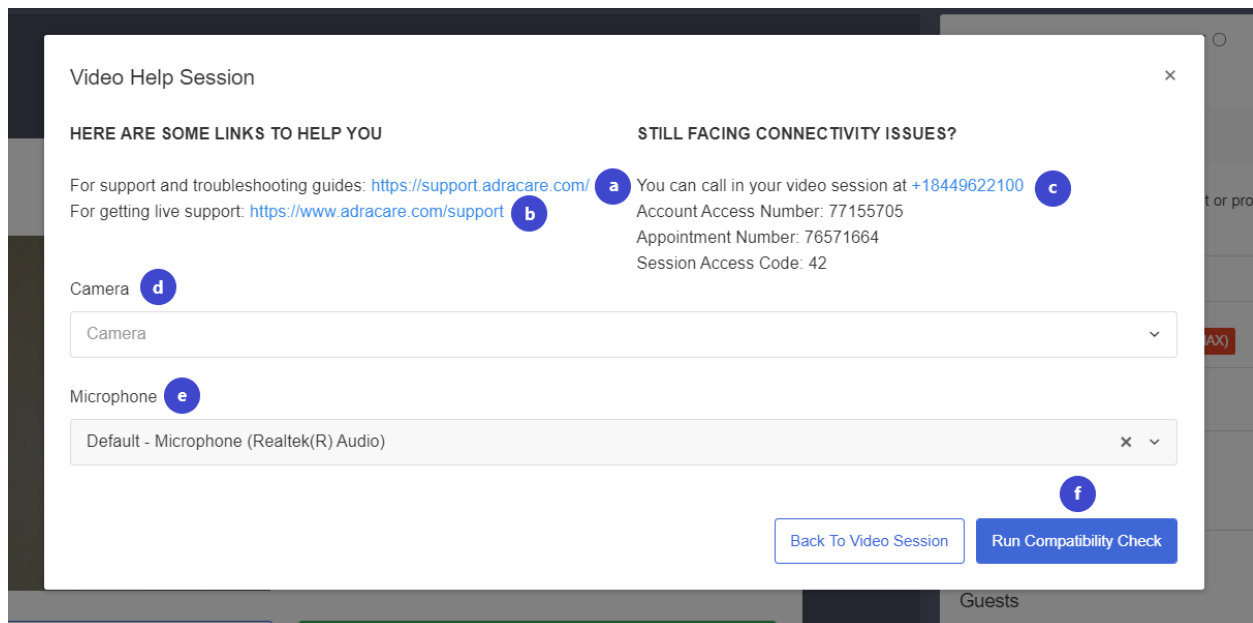 Video Help Session
×
HERE ARE SOME LINKS TO HELP YOU
For support and troubleshooting guides: https://support.adracare.com/
a
For getting live support: https://www.adracare.com/support
b
STILL FACING CONNECTIVITY ISSUES?
You can call in your video session at +18449622100
c
Account Access Number: 77155705
Appointment Number: 76571664
Session Access Code: 42
Camera
d
Camera
Microphone
e
Default - Microphone (Realtek(R) Audio)
×
f
Back To Video Session
Run Compatibility Check
t or pro
AX)
Guests